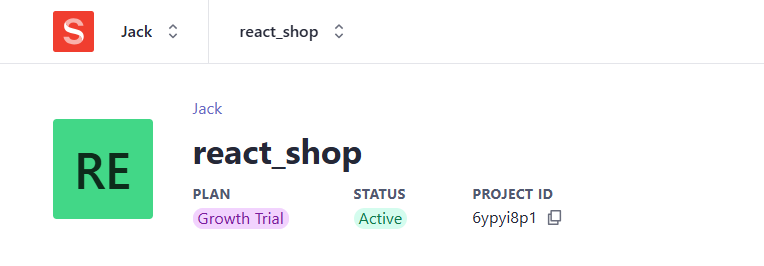 S Jack react_shop
Jack
RE
react_shop
PLAN STATUS PROJECT ID
Growth Trial Active 6ypyi8p1